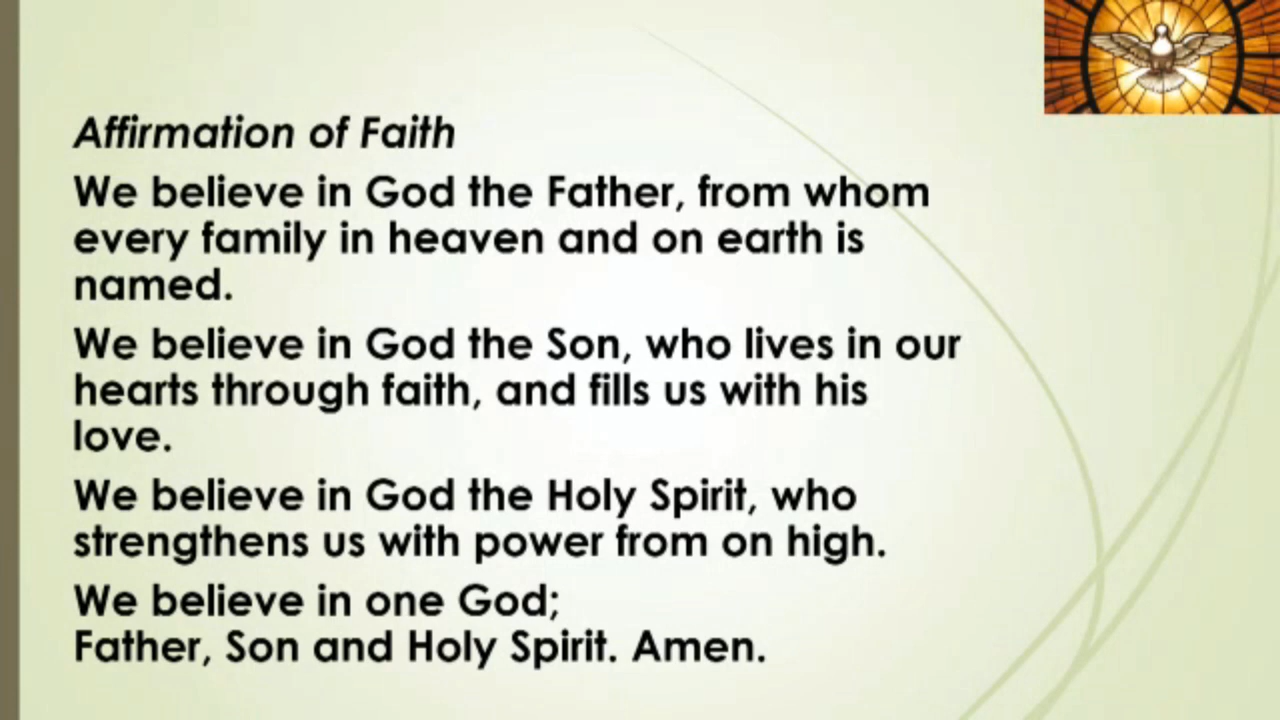 Affirmation of Faith
We believe in God the Father, from whom
every family in heaven and on earth is
named.
We believe in God the Son, who lives in our
hearts through faith, and fills us with his
love.
We believe in God the Holy Spirit, who
strengthens us with power from on high.
We believe in one God;
Father, Son and Holy Spirit. Amen.